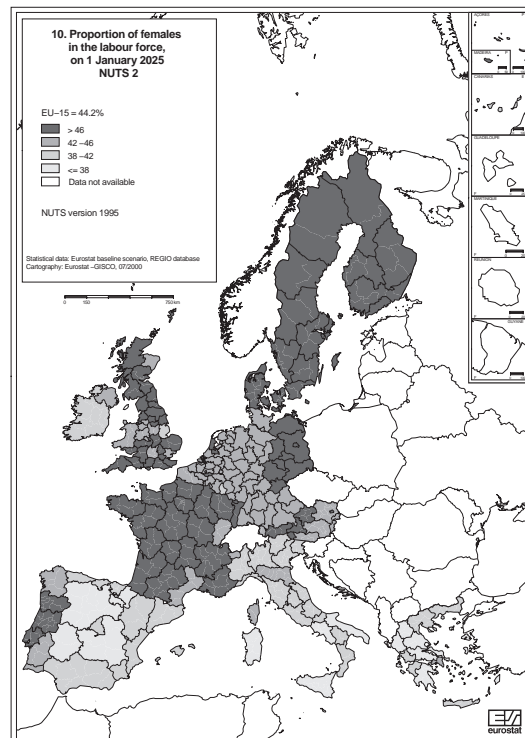 10. Proportion of females
in the labour force,
on 1 January 2025
NUTS 2
EU–15 = 44.2%
> 46
42 –46
38 –42
<= 38
Data not available
NUTS version 1995
Statistical data: Eurostat baseline scenario, REGIO database
Cartography: Eurostat –GISCO, 07/2000
0 150 750 km
AÇORES P
MADEIRA P
CANARIES E
GUADELOUPE
F
MARTINIQUE
F
REUNION
F
GUYANE
F
eurostat